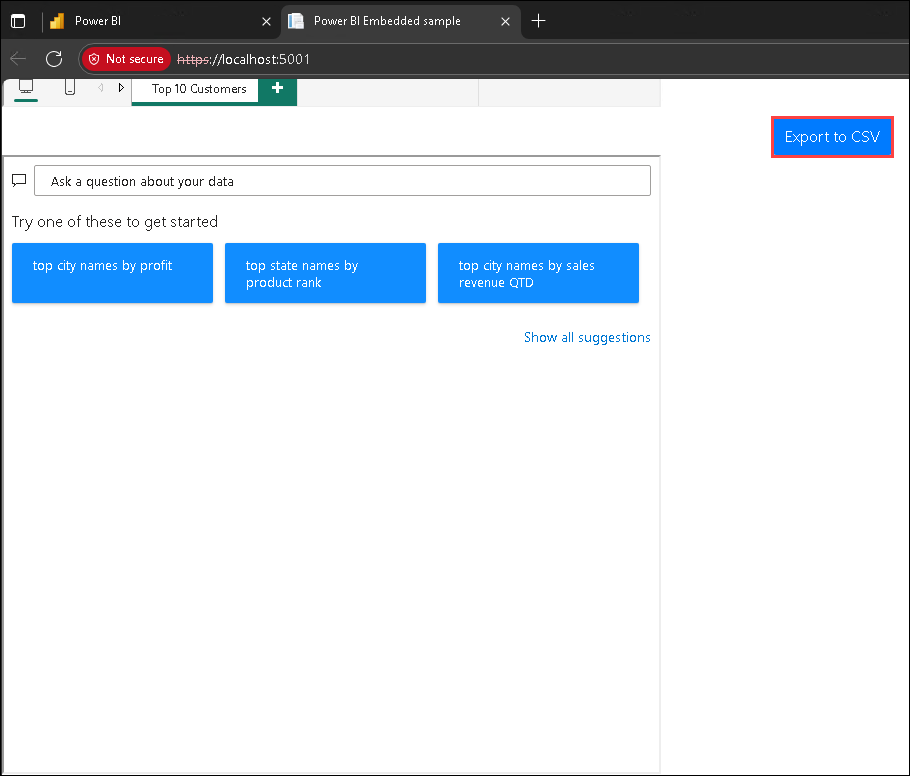 Power BI
Power BI Embedded sample
Not secure
https://localhost:5001
Top 10 Customers
Export to CSV
Ask a question about your data
Try one of these to get started
top city names by profit
top state names by
product rank
top city names by sales
revenue QTD
Show all suggestions